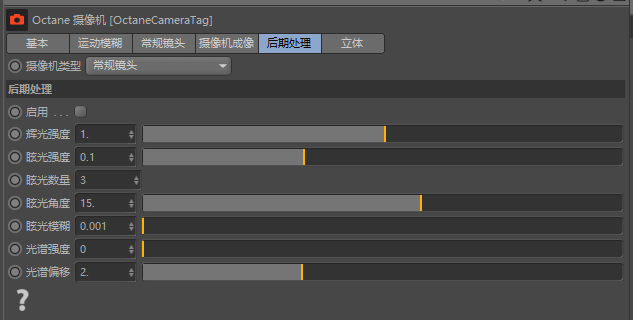 Octane 摄像机 [OctaneCameraTag]
基本 运动模糊 常规镜头 摄像机成像 后期处理 立体
摄像机类型 常规镜头
后期处理
启用 . . .
辉光强度 1.
眩光强度 0.1
眩光数量 3
眩光角度 15.
眩光模糊 0.001
光谱强度 0
光谱偏移 2.
?